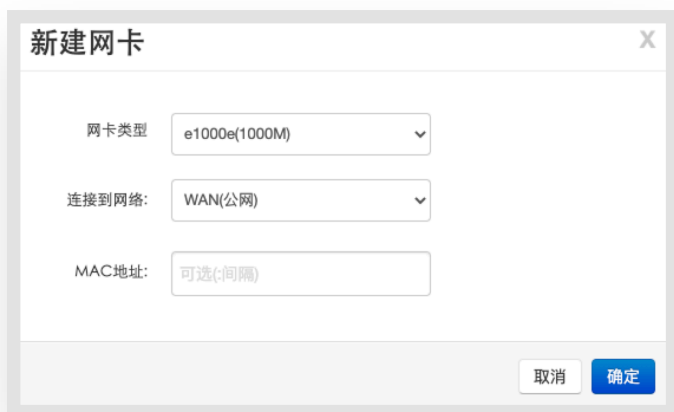 新建网卡 X
网卡类型 e1000e(1000M)
连接到网络: WAN(公网)
MAC地址: 可选(:间隔)
取消 确定